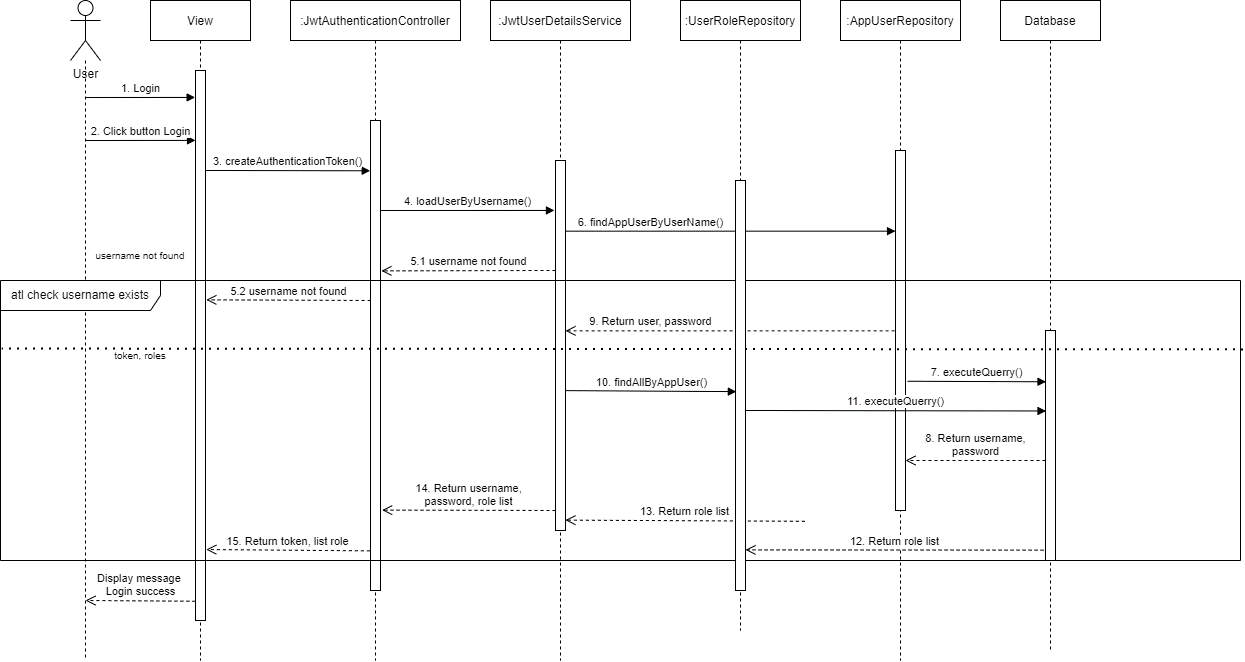 View
:JwtAuthenticationController
:JwtUserDetailsService
:UserRoleRepository
:AppUserRepository
Database
User
1. Login
2. Click button Login
3. createAuthenticationToken()
4. loadUserByUsername()
6. findAppUserByUserName()
username not found
5.1 username not found
atl check username exists
5.2 username not found
9. Return user, password
token, roles
7. executeQuerry()
10. findAllByAppUser()
11. executeQuerry()
8. Return username,
password
14. Return username,
password, role list
13. Return role list
15. Return token, list role
12. Return role list
Display message
Login success